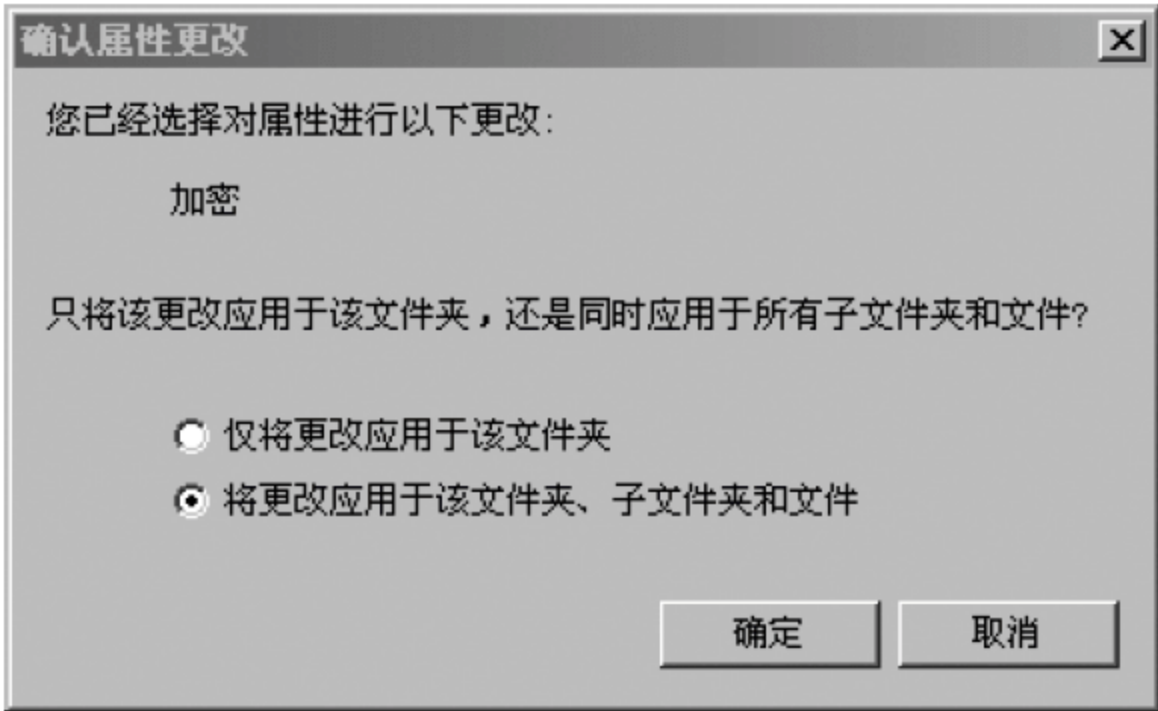 确认属性更改
您已经选择对属性进行以下更改:
加密
只将该更改应用于该文件夹，还是同时应用于所有子文件夹和文件?
仅将更改应用于该文件夹
将更改应用于该文件夹、子文件夹和文件
确定 取消